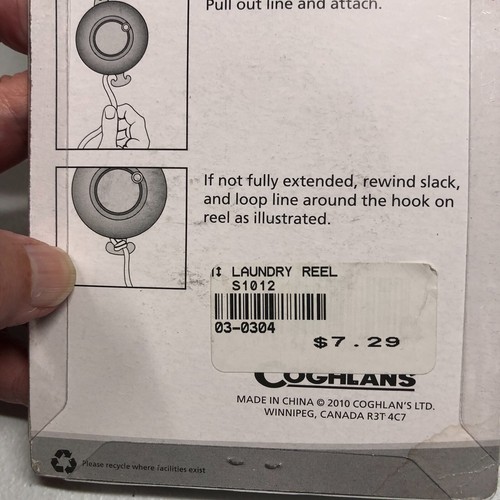 Pull out line and attach.
If not fully extended, rewind slack,
and loop line around the hook on
reel as illustrated.
LAUNDRY REEL
S1012
03-0304
$7.29
COGHLANS
MADE IN CHINA © 2010 COGHLAN'S LTD.
WINNIPEG, CANADA R3T 4C7
Please recycle where facilities exist